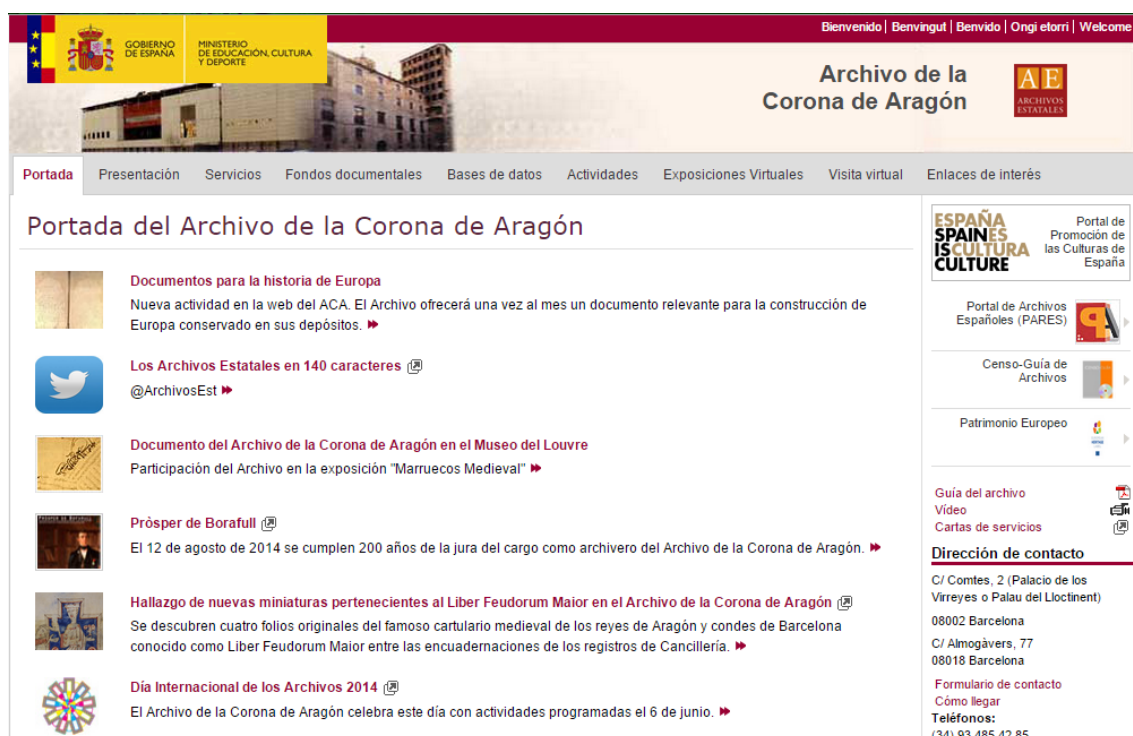 GOBIERNO
DE ESPAÑA
MINISTERIO
DE EDUCACIÓN, CULTURA
Y DEPORTE
Bienvenido | Benvingut | Benvido | Ongi etorri | Welcome
Archivo de la
Corona de Aragón
AE
ARCHIVOS
ESTATALES
Portada Presentación Servicios Fondos documentales Bases de datos Actividades Exposiciones Virtuales Visita virtual Enlaces de interés
Portada del Archivo de la Corona de Aragón
Documentos para la historia de Europa
Nueva actividad en la web del ACA. El Archivo ofrecerá una vez al mes un documento relevante para la construcción de
Europa conservado en sus depósitos.
Los Archivos Estatales en 140 caracteres
@ArchivosEst
Documento del Archivo de la Corona de Aragón en el Museo del Louvre
Participación del Archivo en la exposición "Marruecos Medieval"
Pròsper de Borafull
El 12 de agosto de 2014 se cumplen 200 años de la jura del cargo como archivero del Archivo de la Corona de Aragón.
Hallazgo de nuevas miniaturas pertenecientes al Liber Feudorum Maior en el Archivo de la Corona de Aragón
Se descubren cuatro folios originales del famoso cartulario medieval de los reyes de Aragón y condes de Barcelona
conocido como Liber Feudorum Maior entre las encuadernaciones de los registros de Cancillería.
Día Internacional de los Archivos 2014
El Archivo de la Corona de Aragón celebra este día con actividades programadas el 6 de junio.
ESPAÑA
SPAIN ES
IS CULTURA
CULTURE
Portal de
Promoción de
las Culturas de
España
Portal de Archivos
Españoles (PARES)
Censo-Guía de
Archivos
Patrimonio Europeo
Guía del archivo
Vídeo
Cartas de servicios
Dirección de contacto
C/ Comtes, 2 (Palacio de los
Virreyes o Palau del Lloctinent)
08002 Barcelona
C/ Almogàvers, 77
08018 Barcelona
Formulario de contacto
Cómo llegar
Teléfonos:
(34) 93 485 42 85